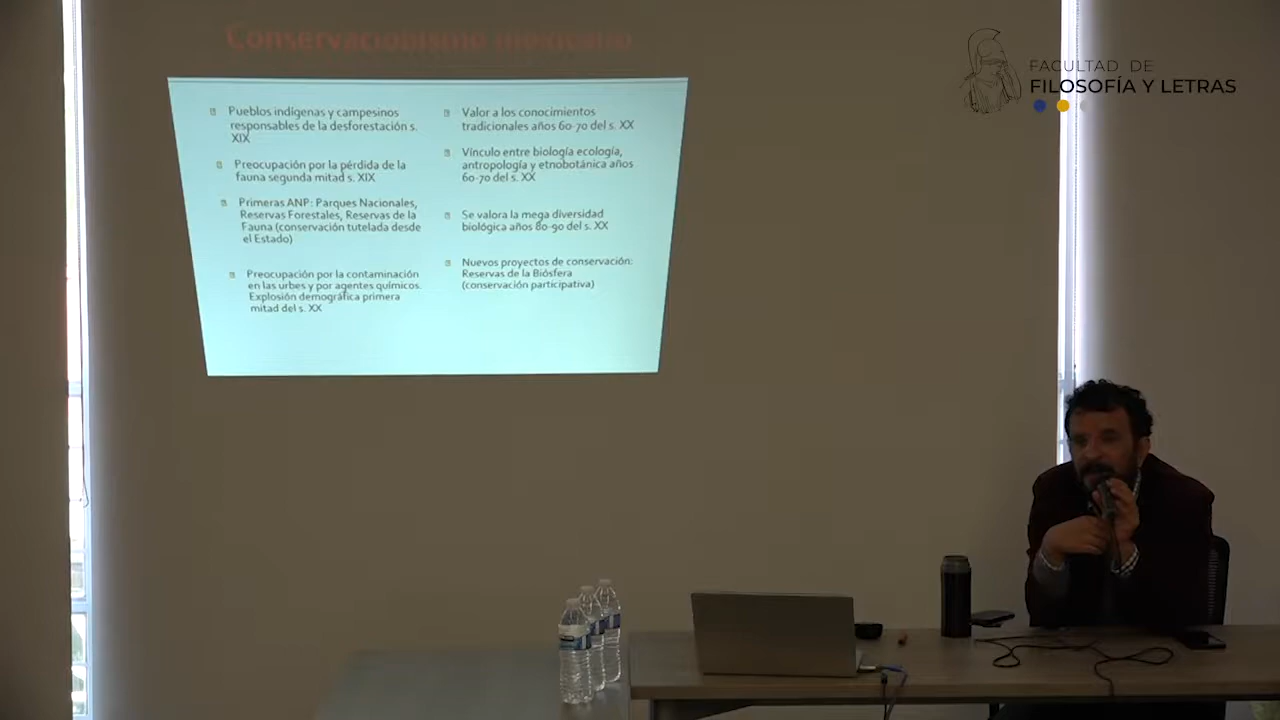 Conservacionismo mexicano
Pueblos indígenas y campesinos
responsables de la desforestación s.
XIX
Preocupación por la pérdida de la
fauna segunda mitad s. XIX
Primeras ANP: Parques Nacionales,
Reservas Forestales, Reservas de la
Fauna (conservación tutelada desde
el Estado)
Preocupación por la contaminación
en las urbes y por agentes químicos.
Explosión demográfica primera
mitad del s. XX
Valor a los conocimientos
tradicionales años 60-70 del s. XX
Vínculo entre biología ecología,
antropología y etnobotánica años
60-70 del s. XX
Se valora la mega diversidad
biológica años 80-90 del s. XX
Nuevos proyectos de conservación:
Reservas de la Biósfera
(conservación participativa)
FACULTAD DE
FILOSOFÍA Y LETRAS